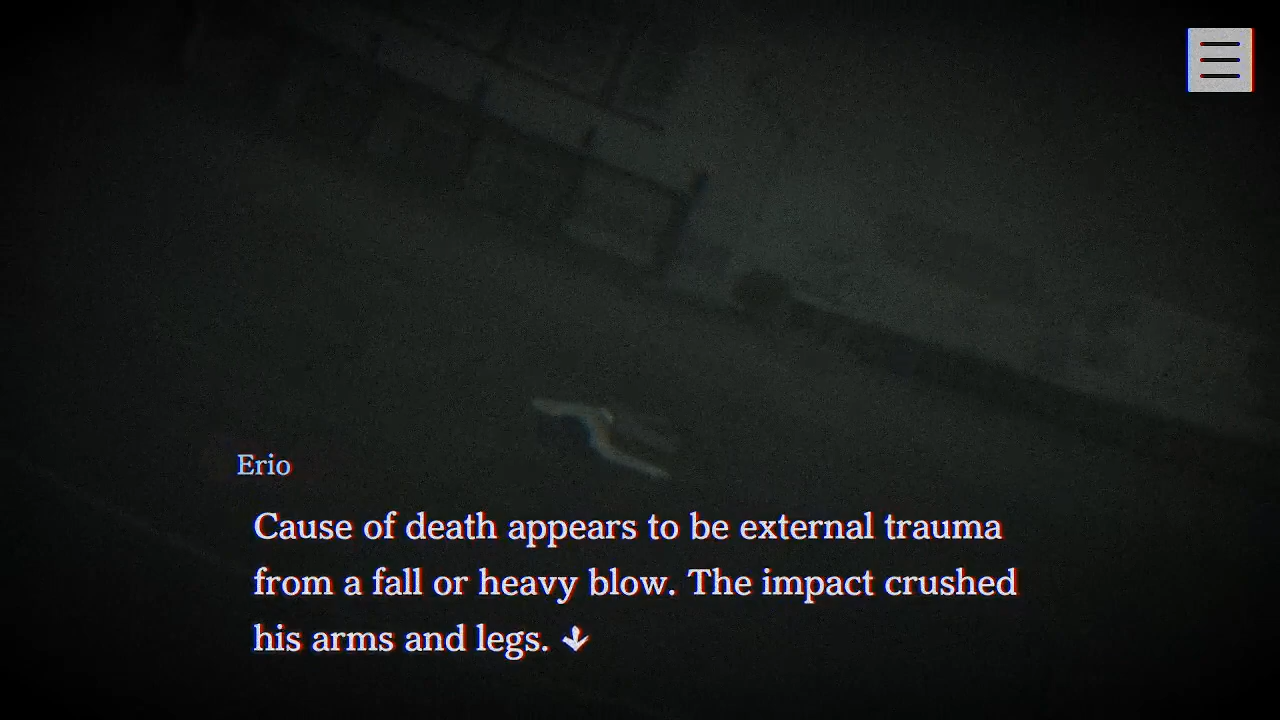 Erio
Cause of death appears to be external trauma
from a fall or heavy blow. The impact crushed
his arms and legs.